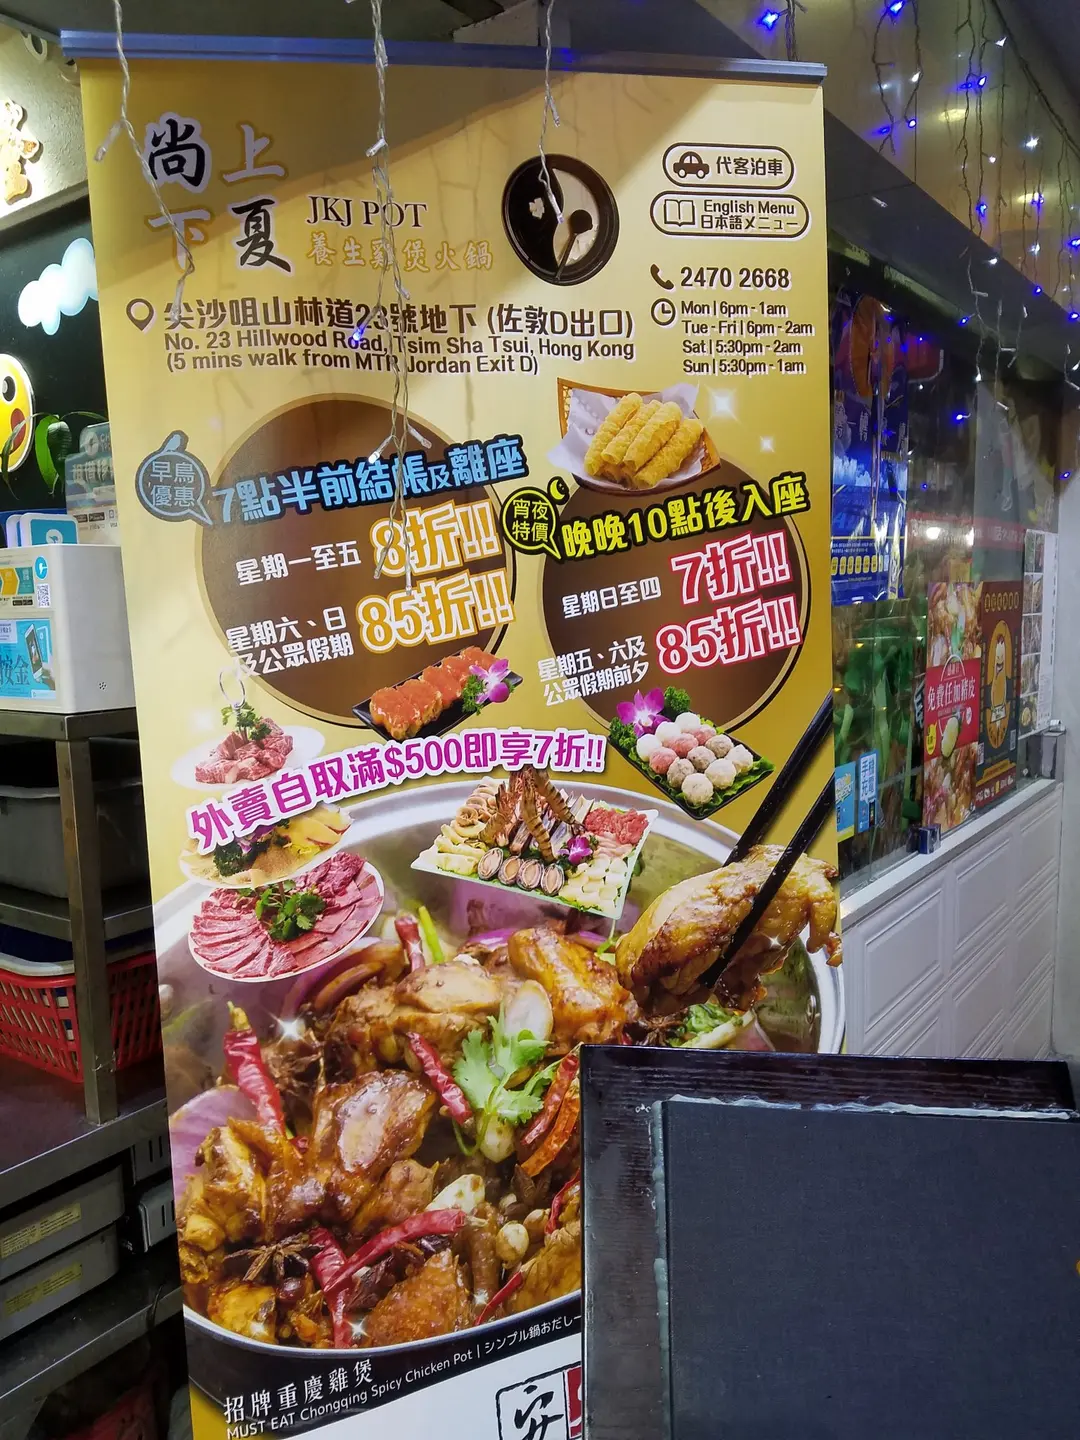 尚上
下夏
JKJ POT
養生雞煲火鍋
代客泊車
English Menu
日本語メニュー
2470 2668
Mon | 6pm - 1am
Tue - Fri | 6pm - 2am
Sat | 5:30pm - 2am
Sun | 5:30pm - 1am
尖沙咀山林道23號地下 (佐敦D出口)
No. 23 Hillwood Road, Tsim Sha Tsui, Hong Kong
(5 mins walk from MTR Jordan Exit D)
早鳥
優惠
7點半前結帳及離座
星期一至五 8折!!
星期六、日
及公眾假期 85折!!
宵夜
特價
晚晚10點後入座
星期日至四 7折!!
星期五、六及
公眾假期前夕 85折!!
外賣自取滿$500即享7折!!
免費任加雞皮
招牌重慶雞煲
MUST EAT Chongqing Spicy Chicken Pot | シンプル鍋おだし